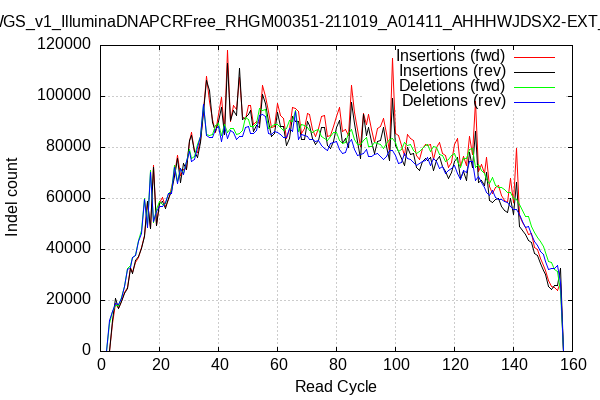 WGS_v1_IlluminaDNAPCRFree_RHGM00351-211019_A01411_AHHHWJDSX2-EXT_
Insertions (fwd)
Insertions (rev)
Deletions (fwd)
Deletions (rev)
120000
100000
80000
60000
40000
20000
0
Indel count
0 20 40 60 80 100 120 140 160
Read Cycle